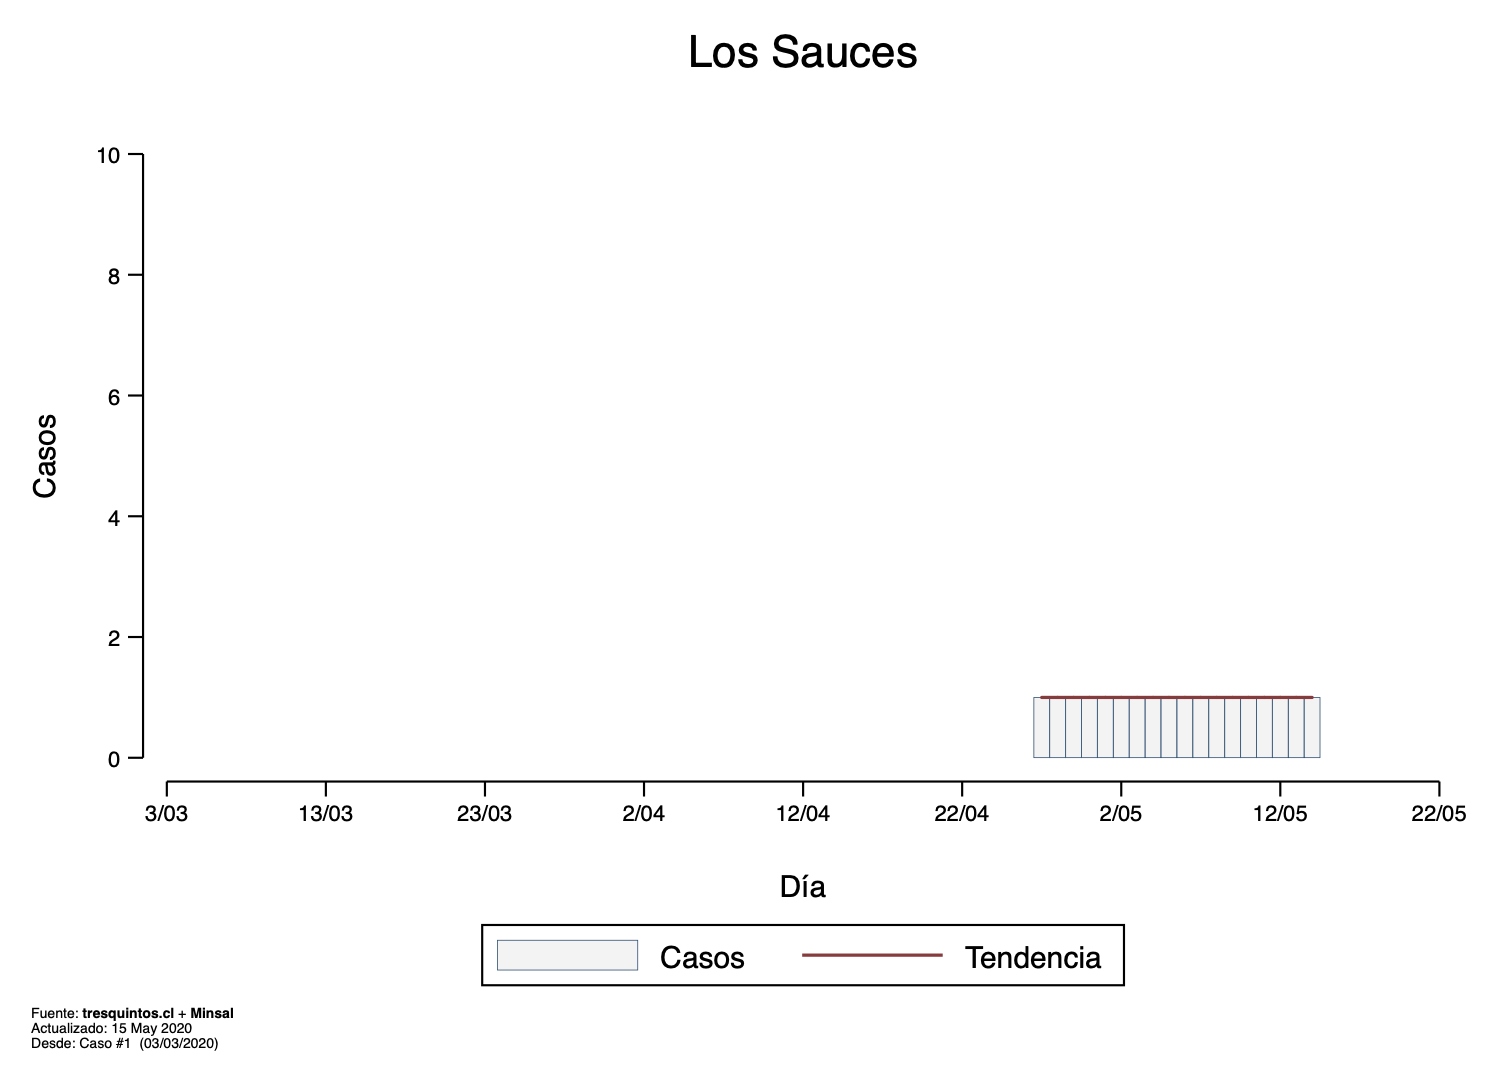 Los Sauces
10
8
6
4
2
0
Casos
3/03 13/03 23/03 2/04 12/04 22/04 2/05 12/05 22/05
Día
Casos Tendencia
Fuente: tresquintos.cl + Minsal
Actualizado: 15 May 2020
Desde: Caso #1 (03/03/2020)